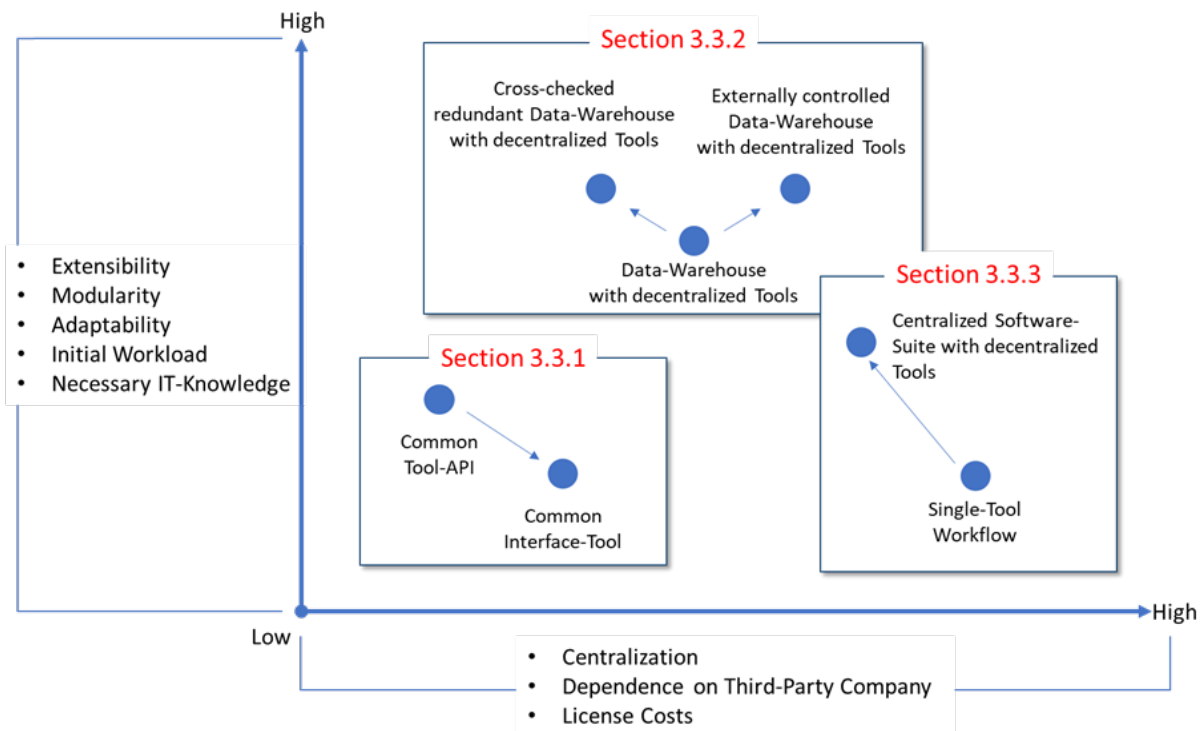 High
Section 3.3.2
Cross-checked
redundant Data-Warehouse
with decentralized Tools
Externally controlled
Data-Warehouse
with decentralized Tools
Data-Warehouse
with decentralized Tools
• Extensibility
• Modularity
• Adaptability
• Initial Workload
• Necessary IT-Knowledge
Section 3.3.3
Centralized Software-
Suite with decentralized
Tools
Single-Tool
Workflow
Section 3.3.1
Common
Tool-API
Common
Interface-Tool
Low
High
• Centralization
• Dependence on Third-Party Company
• License Costs